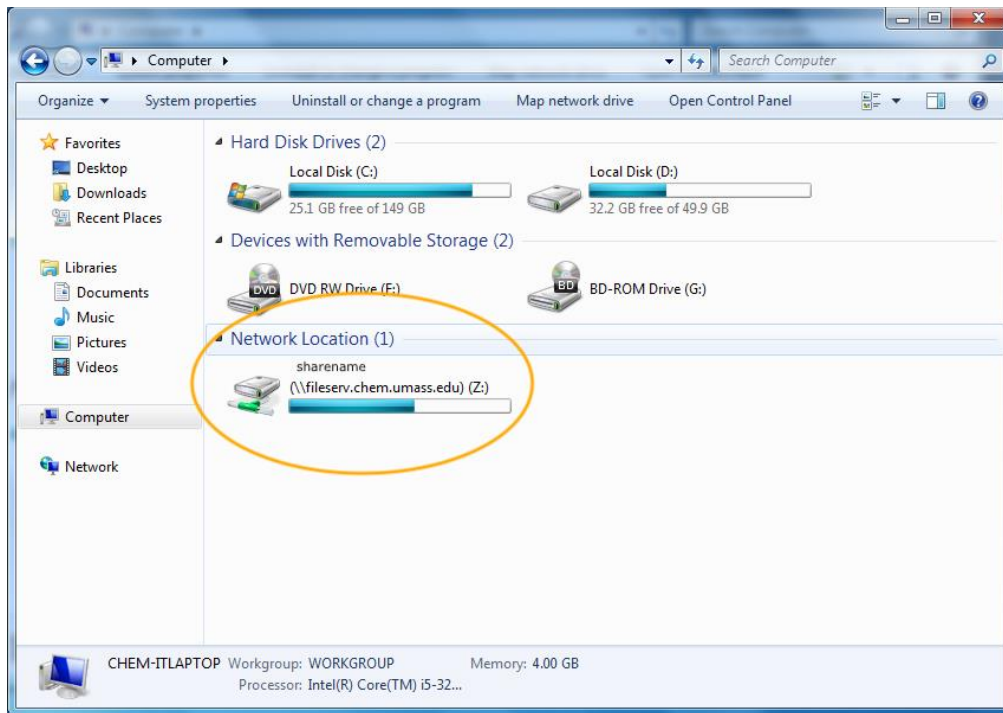 Computer
Search Computer
Organize
System properties
Uninstall or change a program
Map network drive
Open Control Panel
Favorites
Desktop
Downloads
Recent Places
Libraries
Documents
Music
Pictures
Videos
Computer
Network
Hard Disk Drives (2)
Local Disk (C:)
25.1 GB free of 149 GB
Local Disk (D:)
32.2 GB free of 49.9 GB
Devices with Removable Storage (2)
DVD
DVD RW Drive (F:)
BD
BD-ROM Drive (G:)
Network Location (1)
sharename
(\\fileserv.chem.umass.edu) (Z:)
CHEM-ITLAPTOP Workgroup: WORKGROUP Memory: 4.00 GB
Processor: Intel(R) Core(TM) i5-32...